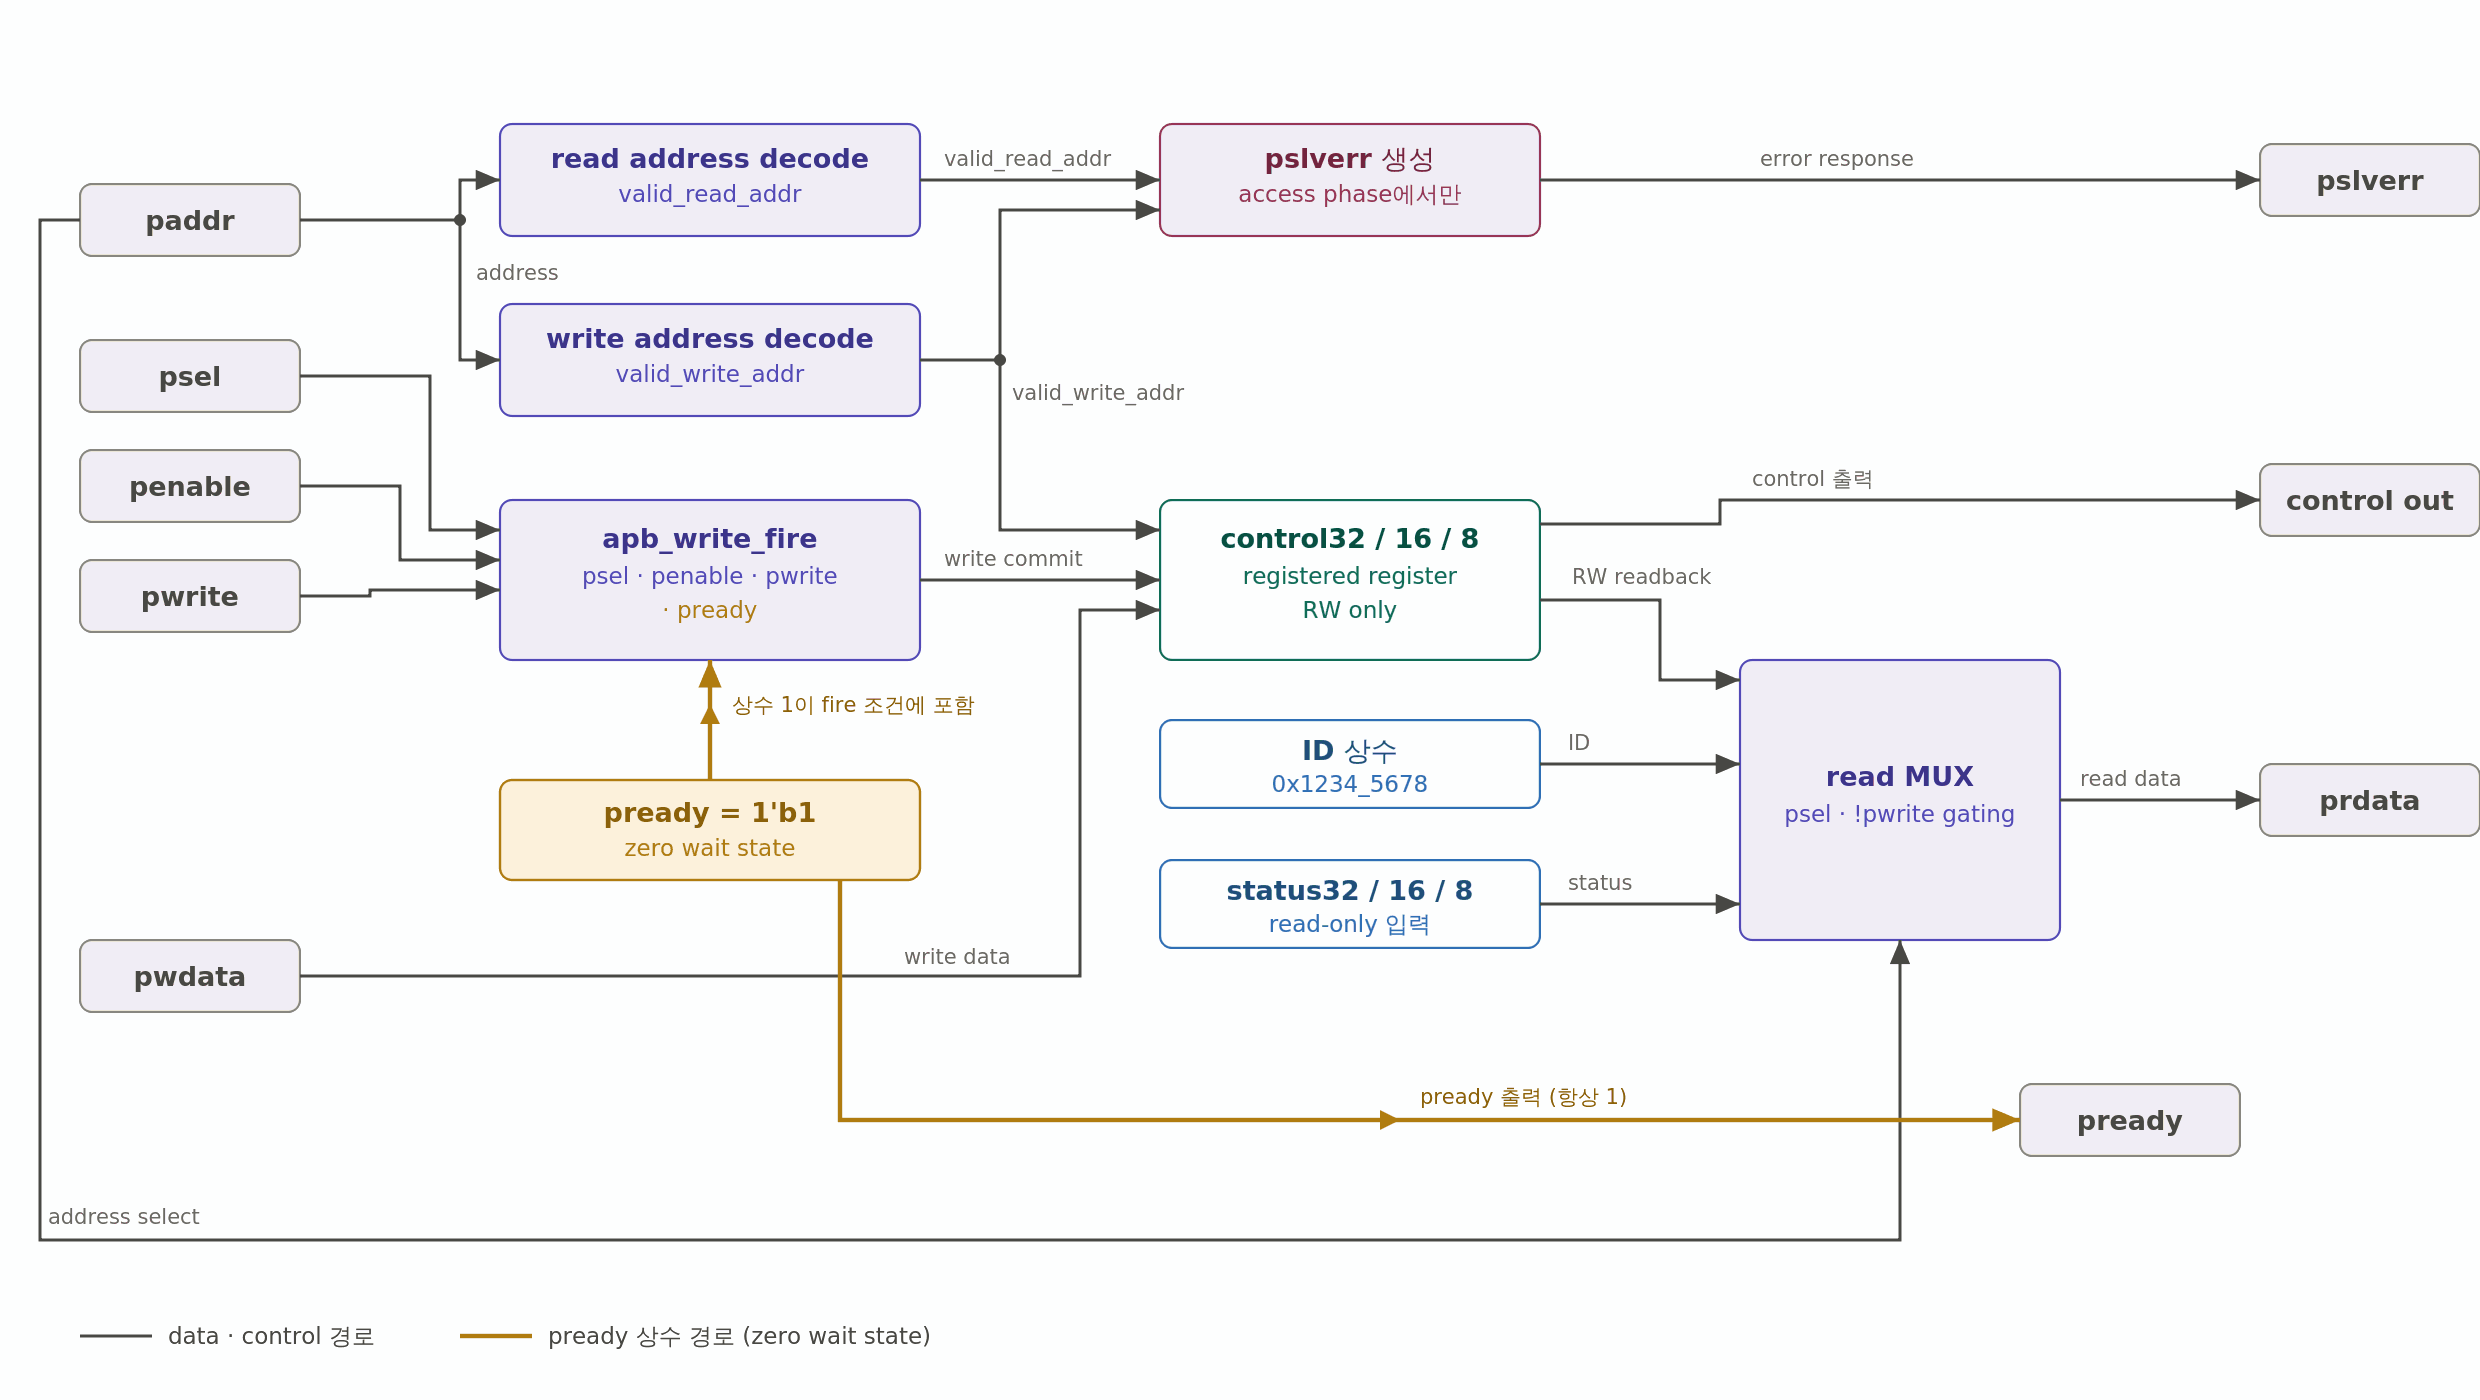 read address decode
valid_read_addr
valid_read_addr
pslverr 생성
access phase에서만
error response
pslverr
paddr
address
write address decode
valid_write_addr
valid_write_addr
psel
penable
pwrite
apb_write_fire
psel · penable · pwrite
· pready
write commit
control32 / 16 / 8
registered register
RW only
control 출력
control out
RW readback
상수 1이 fire 조건에 포함
pready = 1'b1
zero wait state
ID 상수
0x1234_5678
ID
status32 / 16 / 8
read-only 입력
status
read MUX
psel · !pwrite gating
read data
prdata
pwdata
write data
pready 출력 (항상 1)
pready
address select
data · control 경로
pready 상수 경로 (zero wait state)